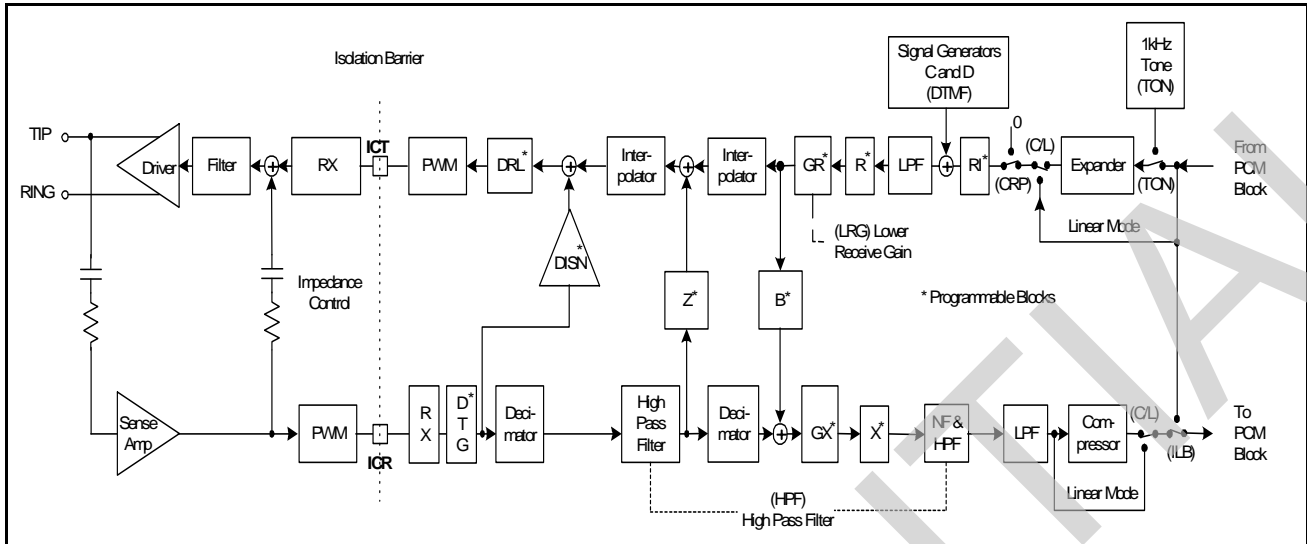 Isolation Barrier
Signal Generators
C and D
(DTMF)
1kHz
Tone
(TON)
TIP
RING
Driver
Filter
+
RX
ICT
PWM
DRL*
+
Inter-
polator
+
Inter-
polator
GR*
R*
LPF
+
RI*
0
(CRP)
(C/L)
Expander
(TON)
From
PCM
Block
(LRG) Lower
Receive Gain
Linear Mode
DISN*
Impedance
Control
Z*
B*
* Programmable Blocks
Sense
Amp
PWM
ICR
R
X
D*
T
G
Deci-
mator
High
Pass
Filter
Deci-
mator
+
GX*
X*
NF &
HPF
LPF
Com-
pressor
(C/L)
(ILB)
To
PCM
Block
Linear Mode
(HPF)
High Pass Filter